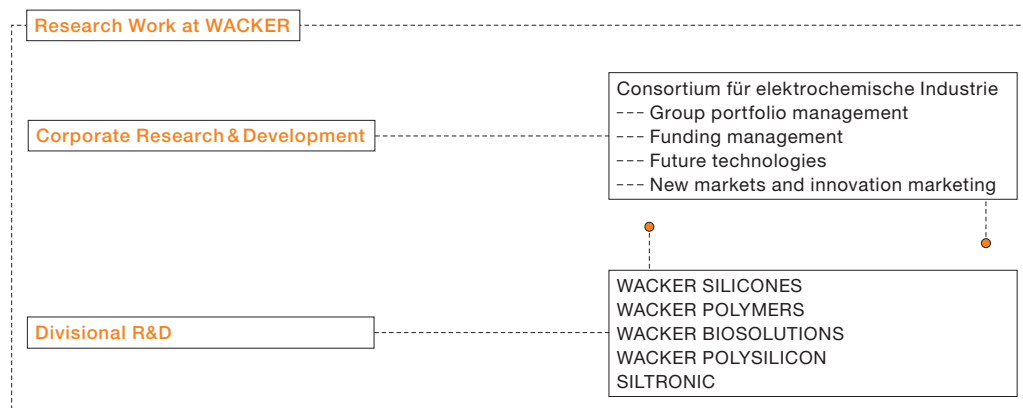 Research Work at WACKER
Corporate Research & Development
Consortium für elektrochemische Industrie
--- Group portfolio management
--- Funding management
--- Future technologies
--- New markets and innovation marketing
Divisional R&D
WACKER SILICONES
WACKER POLYMERS
WACKER BIOSOLUTIONS
WACKER POLYSILICON
SILTRONIC